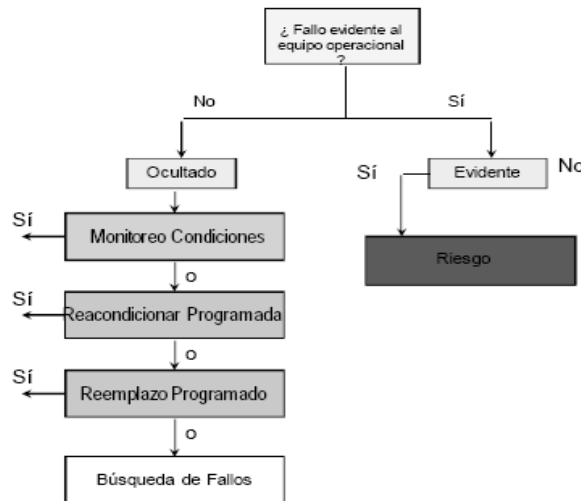 ¿ Fallo evidente al
equipo operacional
?
No
Sí
Ocultado
Evidente
No
Sí
Sí
Monitoreo Condiciones
Riesgo
o
Sí
Reacondicionar Programada
o
Sí
Reemplazo Programado
o
Búsqueda de Fallos